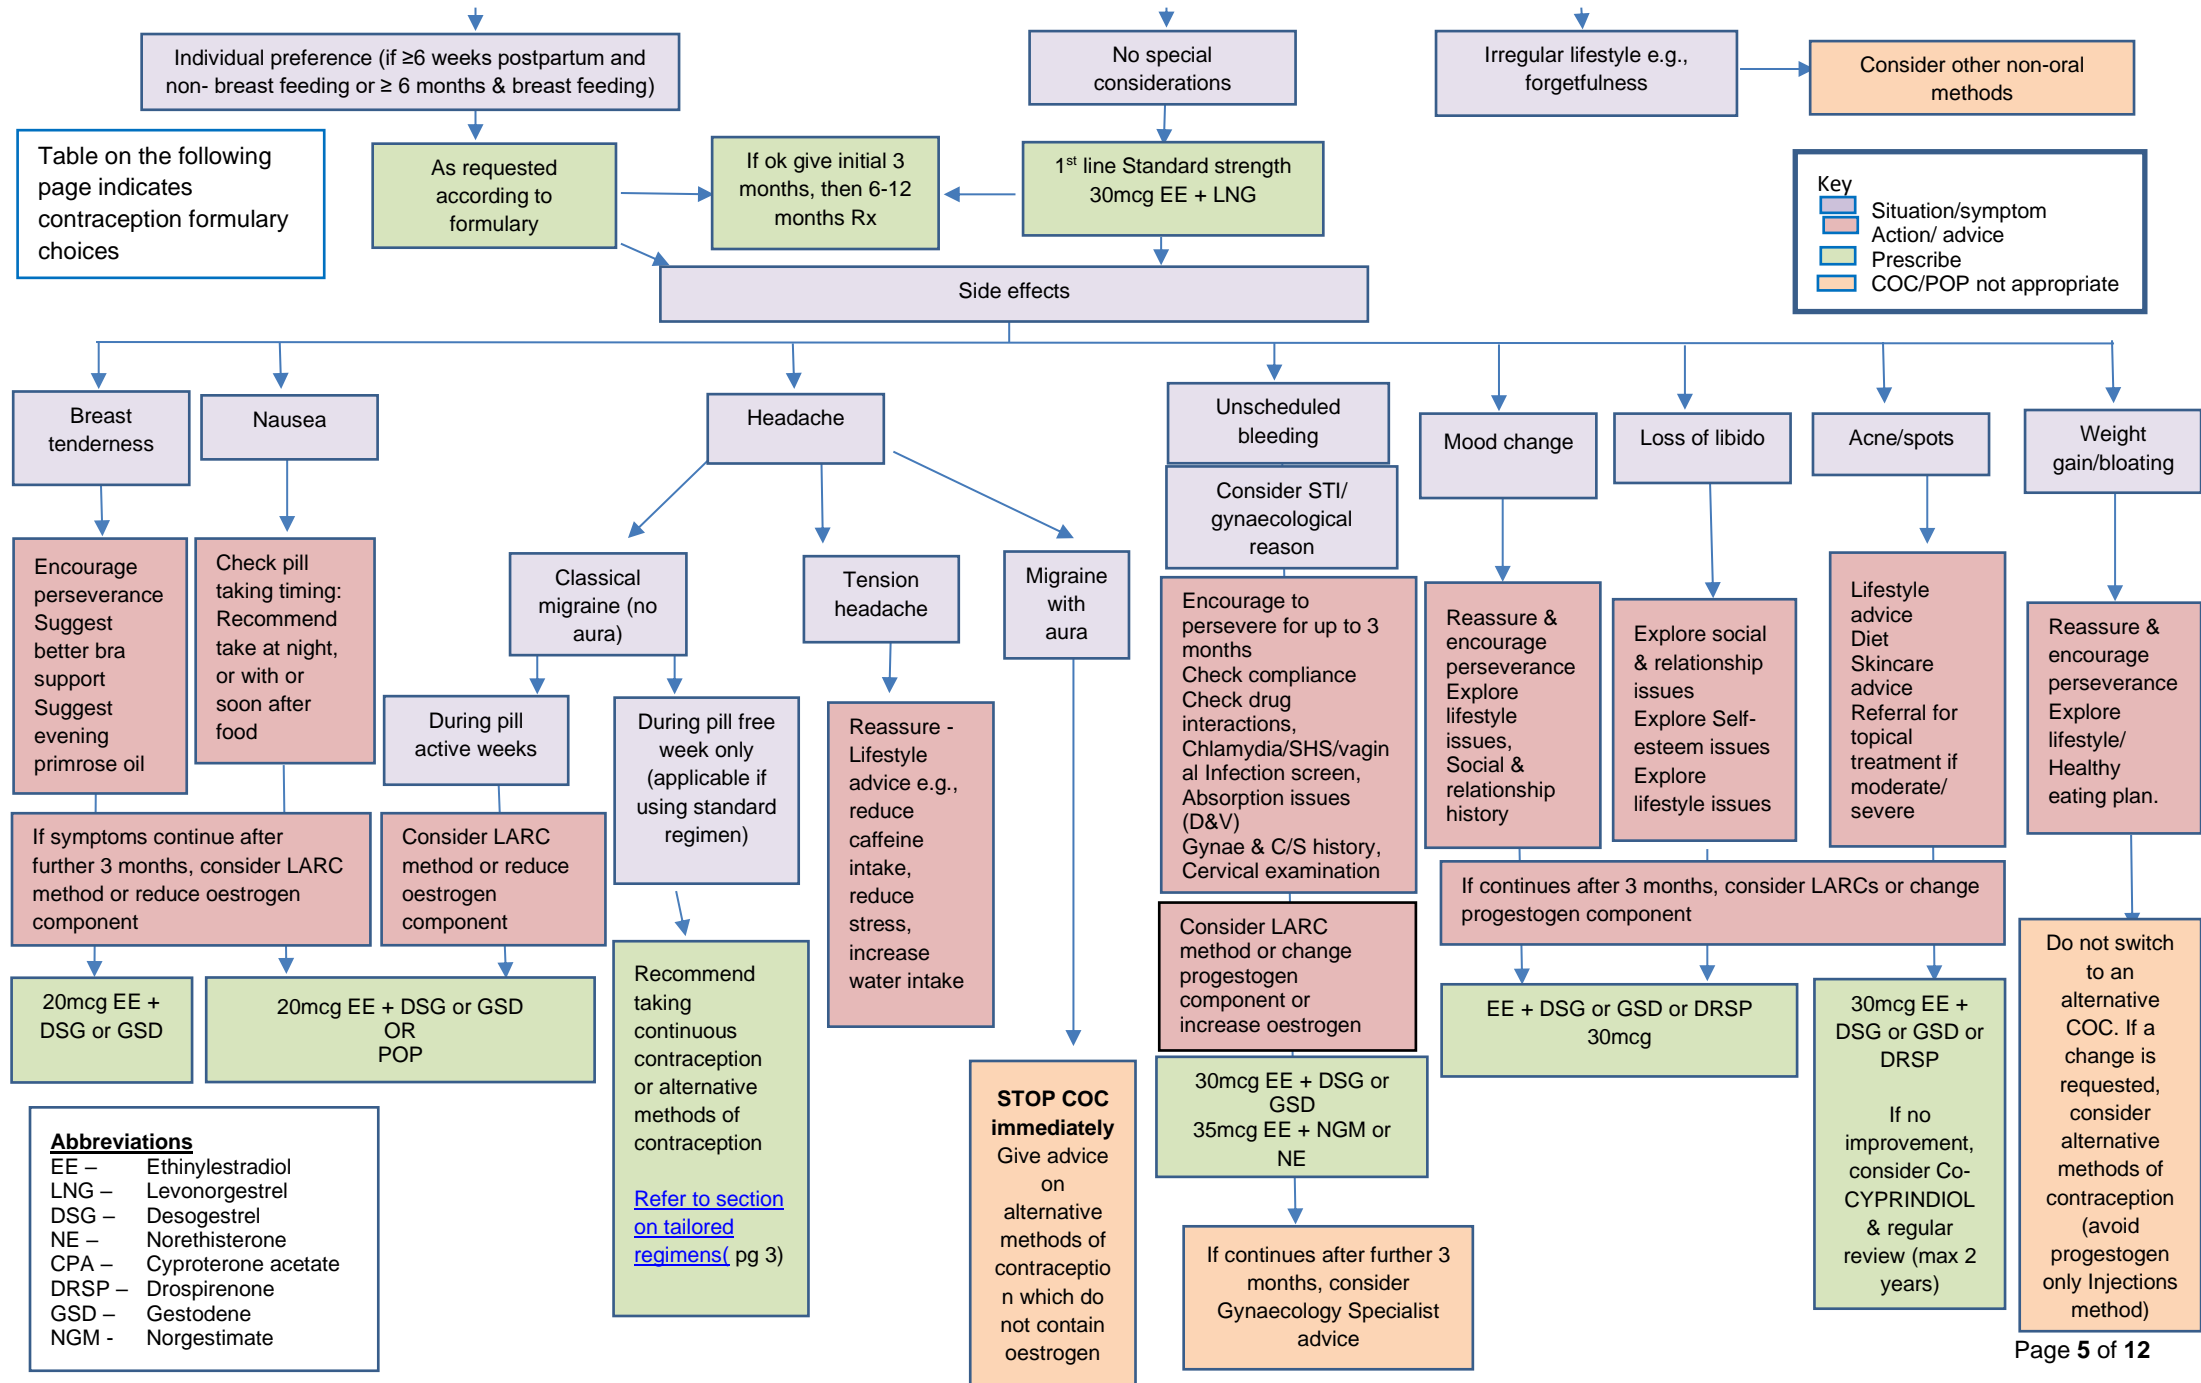 Individual preference (if ≥6 weeks postpartum and
non- breast feeding or ≥ 6 months & breast feeding)
No special
considerations
Irregular lifestyle e.g.,
forgetfulness
Consider other non-oral
methods
Table on the following
page indicates
contraception formulary
choices
As requested
according to
formulary
If ok give initial 3
months, then 6-12
months Rx
1st line Standard strength
30mcg EE + LNG
Key
Situation/symptom
Action/ advice
Prescribe
COC/POP not appropriate
Side effects
Breast
tenderness
Nausea
Headache
Unscheduled
bleeding
Mood change
Loss of libido
Acne/spots
Weight
gain/bloating
Consider STI/
gynaecological
reason
Encourage
perseverance
Suggest
better bra
support
Suggest
evening
primrose oil
Check pill
taking timing:
Recommend
take at night,
or with or
soon after
food
Classical
migraine (no
aura)
Tension
headache
Migraine
with
aura
Encourage to
persevere for up to 3
months
Check compliance
Check drug
interactions,
Chlamydia/SHS/vagin
al Infection screen,
Absorption issues
(D&V)
Gynae & C/S history,
Cervical examination
Reassure &
encourage
perseverance
Explore
lifestyle
issues,
Social &
relationship
history
Explore social
& relationship
issues
Explore Self-
esteem issues
Explore
lifestyle issues
Lifestyle
advice
Diet
Skincare
advice
Referral for
topical
treatment if
moderate/
severe
Reassure &
encourage
perseverance
Explore
lifestyle/
Healthy
eating plan.
During pill
active weeks
During pill free
week only
(applicable if
using standard
regimen)
Reassure -
Lifestyle
advice e.g.,
reduce
caffeine
intake,
reduce
stress,
increase
water intake
If symptoms continue after
further 3 months, consider LARC
method or reduce oestrogen
component
Consider LARC
method or reduce
oestrogen
component
If continues after 3 months, consider LARCs or change
progestogen component
Consider LARC
method or change
progestogen
component or
increase oestrogen
20mcg EE +
DSG or GSD
20mcg EE + DSG or GSD
OR
POP
Recommend
taking
continuous
contraception
or alternative
methods of
contraception
Refer to section
on tailored
regimens( pg 3)
STOP COC
immediately
Give advice
on
alternative
methods of
contraceptio
n which do
not contain
oestrogen
30mcg EE + DSG or
GSD
35mcg EE + NGM or
NE
If continues after further 3
months, consider
Gynaecology Specialist
advice
EE + DSG or GSD or DRSP
30mcg
30mcg EE +
DSG or GSD or
DRSP
If no
improvement,
consider Co-
CYPRINDIOL
& regular
review (max 2
years)
Do not switch
to an
alternative
COC. If a
change is
requested,
consider
alternative
methods of
contraception
(avoid
progestogen
only Injections
method)
Abbreviations
EE – Ethinylestradiol
LNG – Levonorgestrel
DSG – Desogestrel
NE – Norethisterone
CPA – Cyproterone acetate
DRSP – Drospirenone
GSD – Gestodene
NGM - Norgestimate
Page 5 of 12